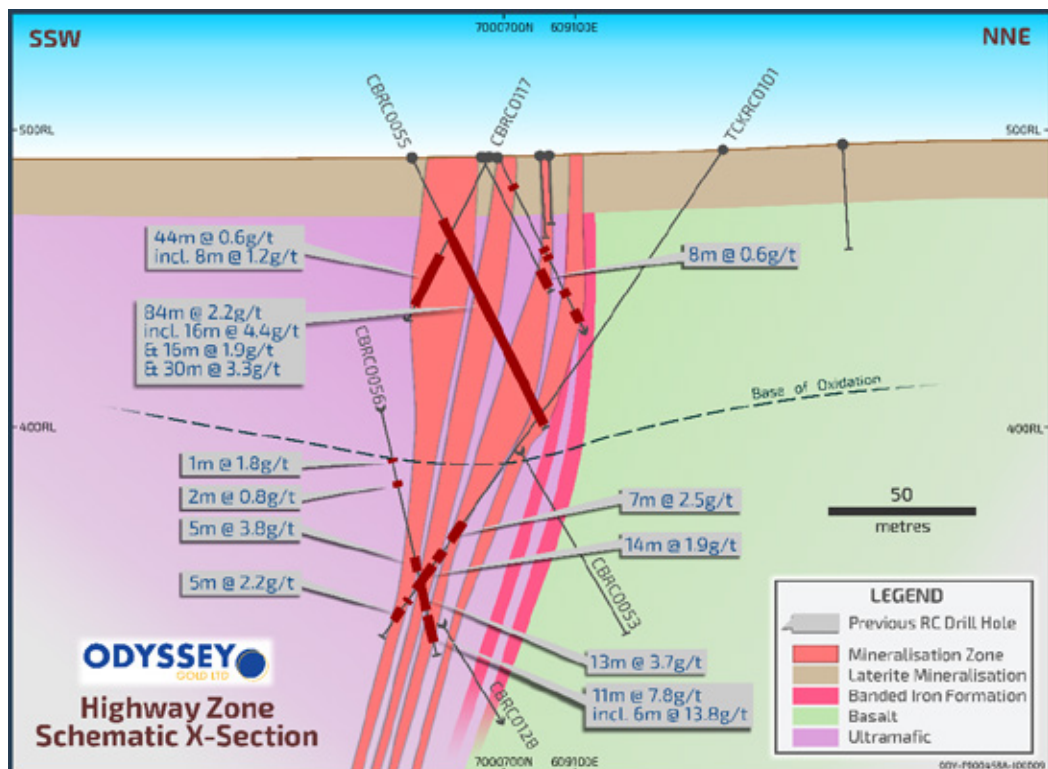 SSW
7000700N 609100E
NNE
CBRC0055
CBRC0117
TCKRC0101
500RL
500RL
44m @ 0.6g/t
incl. 8m @ 1.2g/t
8m @ 0.6g/t
84m @ 2.2g/t
incl. 16m @ 4.4g/t
& 16m @ 1.9g/t
& 30m @ 3.3g/t
CBRC0056
Base of Oxidation
400RL
400RL
1m @ 1.8g/t
2m @ 0.8g/t
7m @ 2.5g/t
50
metres
5m @ 3.8g/t
14m @ 1.9g/t
5m @ 2.2g/t
CBRC0053
13m @ 3.7g/t
11m @ 7.8g/t
incl. 6m @ 13.8g/t
CBRC0128
ODYSSEY
GOLD LTD
Highway Zone
Schematic X-Section
LEGEND
Previous RC Drill Hole
Mineralisation Zone
Laterite Mineralisation
Banded Iron Formation
Basalt
Ultramafic
7000700N 609100E